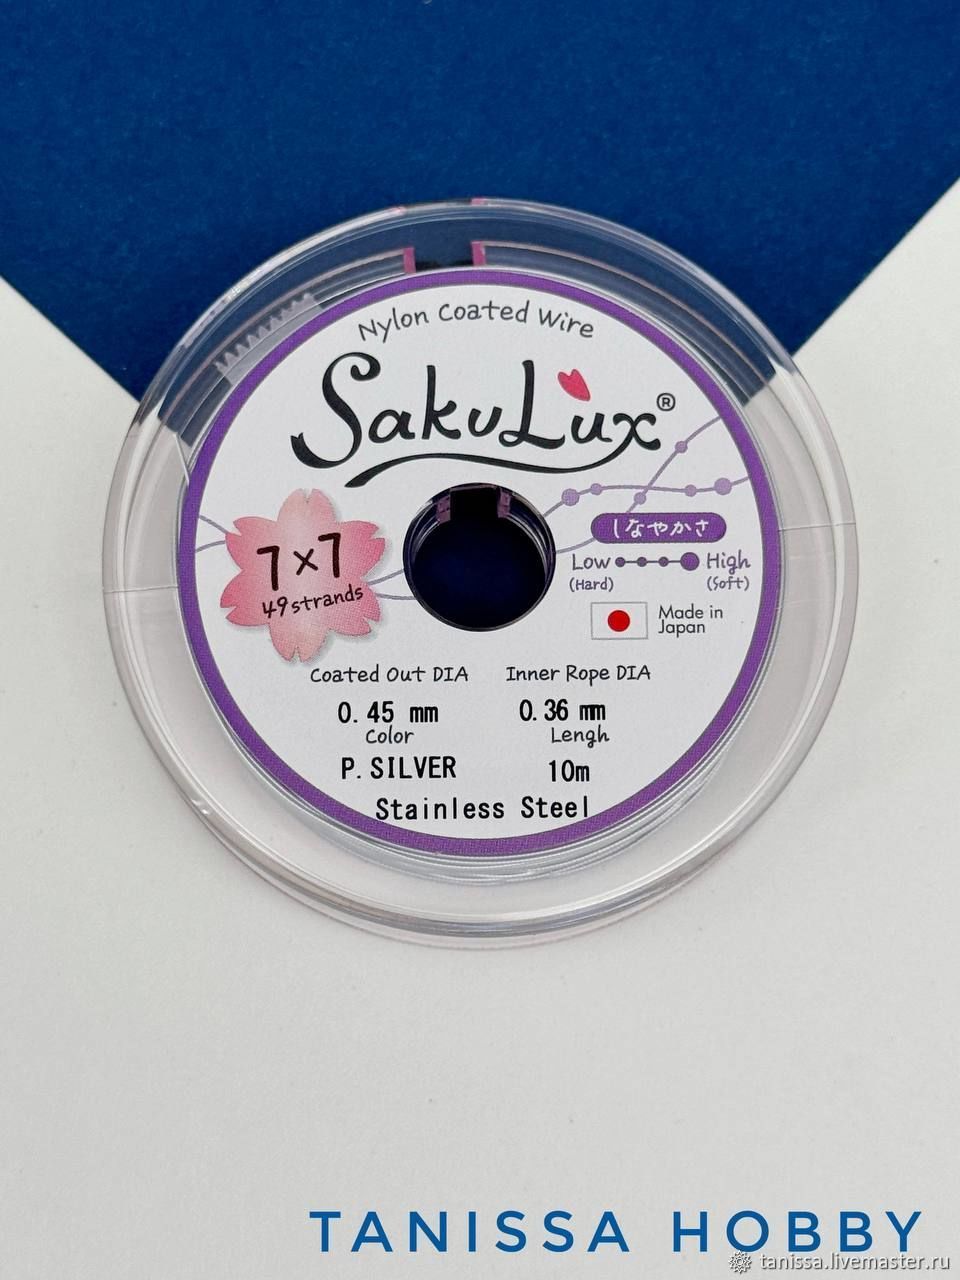 Nylon Coated Wire
SakuLux®
7×7
49 strands
しなやかさ
Low High
(Hard) (Soft)
Made in
Japan
Coated Out DIA Inner Rope DIA
0.45 mm 0.36 mm
Color Lengh
P.SILVER 10m
Stainless Steel
TANISSA HOBBY
tanissa.livemaster.ru